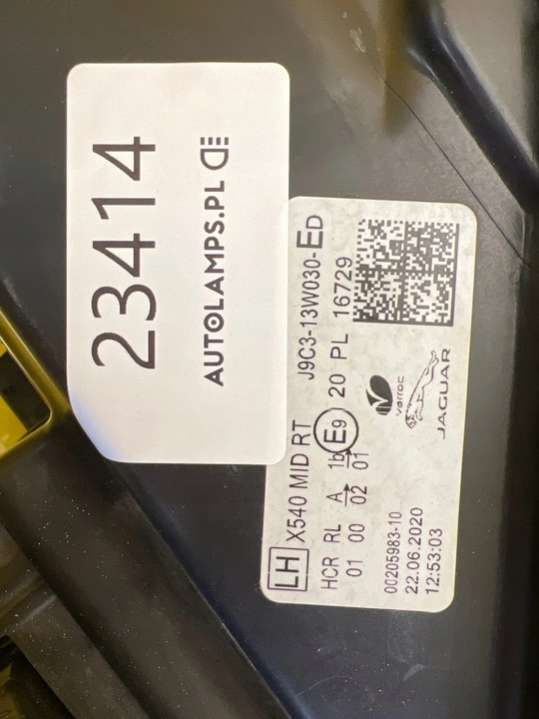 23414
AUTOLAMPS.PL
LH X540 MID RT J9C3-13W030-ED
HCR RL A 1b E9 20 PL 16729
01 00 02 01
varroc
JAGUAR
00205983-10
22.06.2020
12:53:03